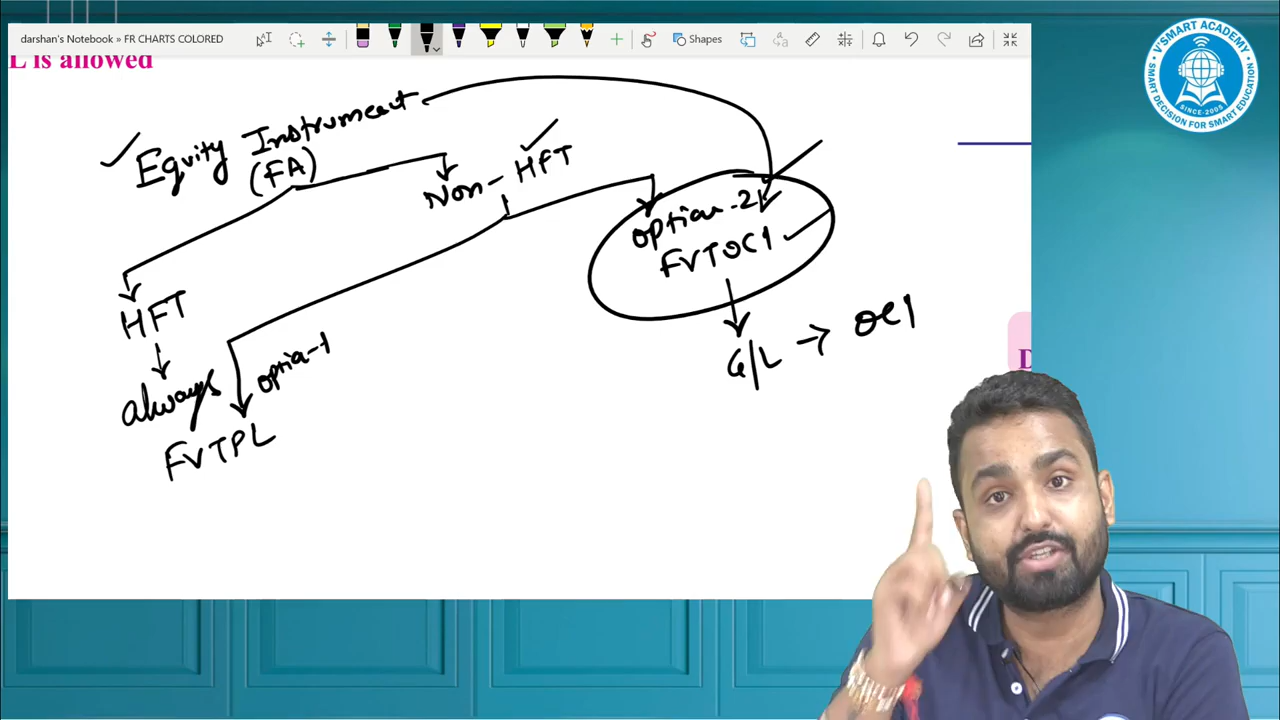 darshan's Notebook » FR CHARTS COLORED
Shapes
L is allowed
Equity Instrument
(FA)
Non-HFT
HFT
always
FVTPL
option-1
option-2
FVTOCI
G/L → OCI
D
V'SMART ACADEMY
SINCE-2005
SMART DECISION FOR SMART EDUCATION